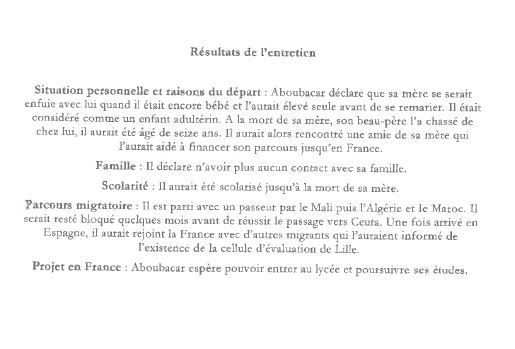 Résultats de l'entretien
Situation personnelle et raisons du départ : Aboubacar déclare que sa mère se serait
enfuie avec lui quand il était encore bébé et l'aurait élevé seule avant de se remarier. Il était
considéré comme un enfant adultérin. A la mort de sa mère, son beau-père l'a chassé de
chez lui, il aurait été âgé de seize ans. Il aurait alors rencontré une amie de sa mère qui
l'aurait aidé à financer son parcours jusqu'en France.
Famille : Il déclare n'avoir plus aucun contact avec sa famille.
Scolarité : Il aurait été scolarisé jusqu'à la mort de sa mère.
Parcours migratoire : Il est parti avec un passeur par le Mali puis l'Algérie et le Maroc. Il
serait resté bloqué quelques mois avant de réussir le passage vers Ceuta. Une fois arrivé en
Espagne, il aurait rejoint la France avec d'autres migrants qui l'auraient informé de
l'existence de la cellule d'évaluation de Lille.
Projet en France : Aboubacar espère pouvoir entrer au lycée et poursuivre ses études.